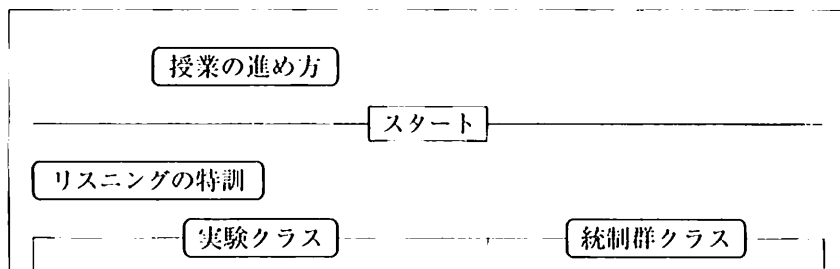 授業の進め方
スタート
リスニングの特訓
実験クラス
統制群クラス